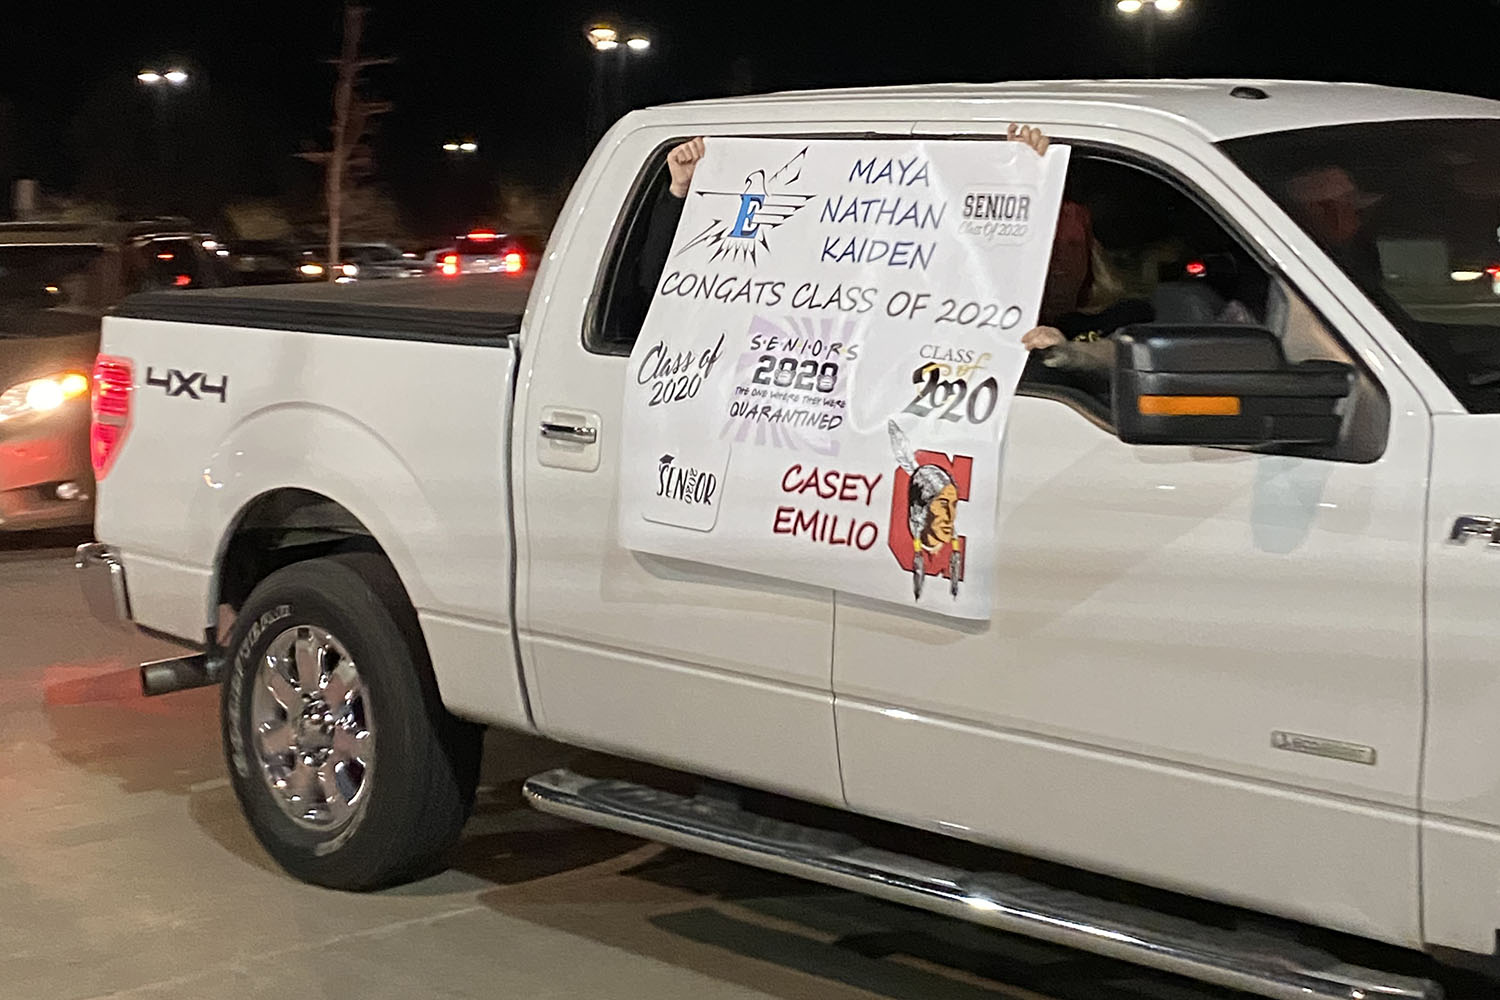 MAYA
NATHAN
KAIDEN
E
SENIOR
Class Of 2020
CONGATS CLASS OF 2020
Class of
2020
S·E·N·I·O·R·S
2020
THE ONE WHERE THEY WERE
QUARANTINED
CLASS
of
2020
SENIOR
2020
CASEY
EMILIO
C
4X4